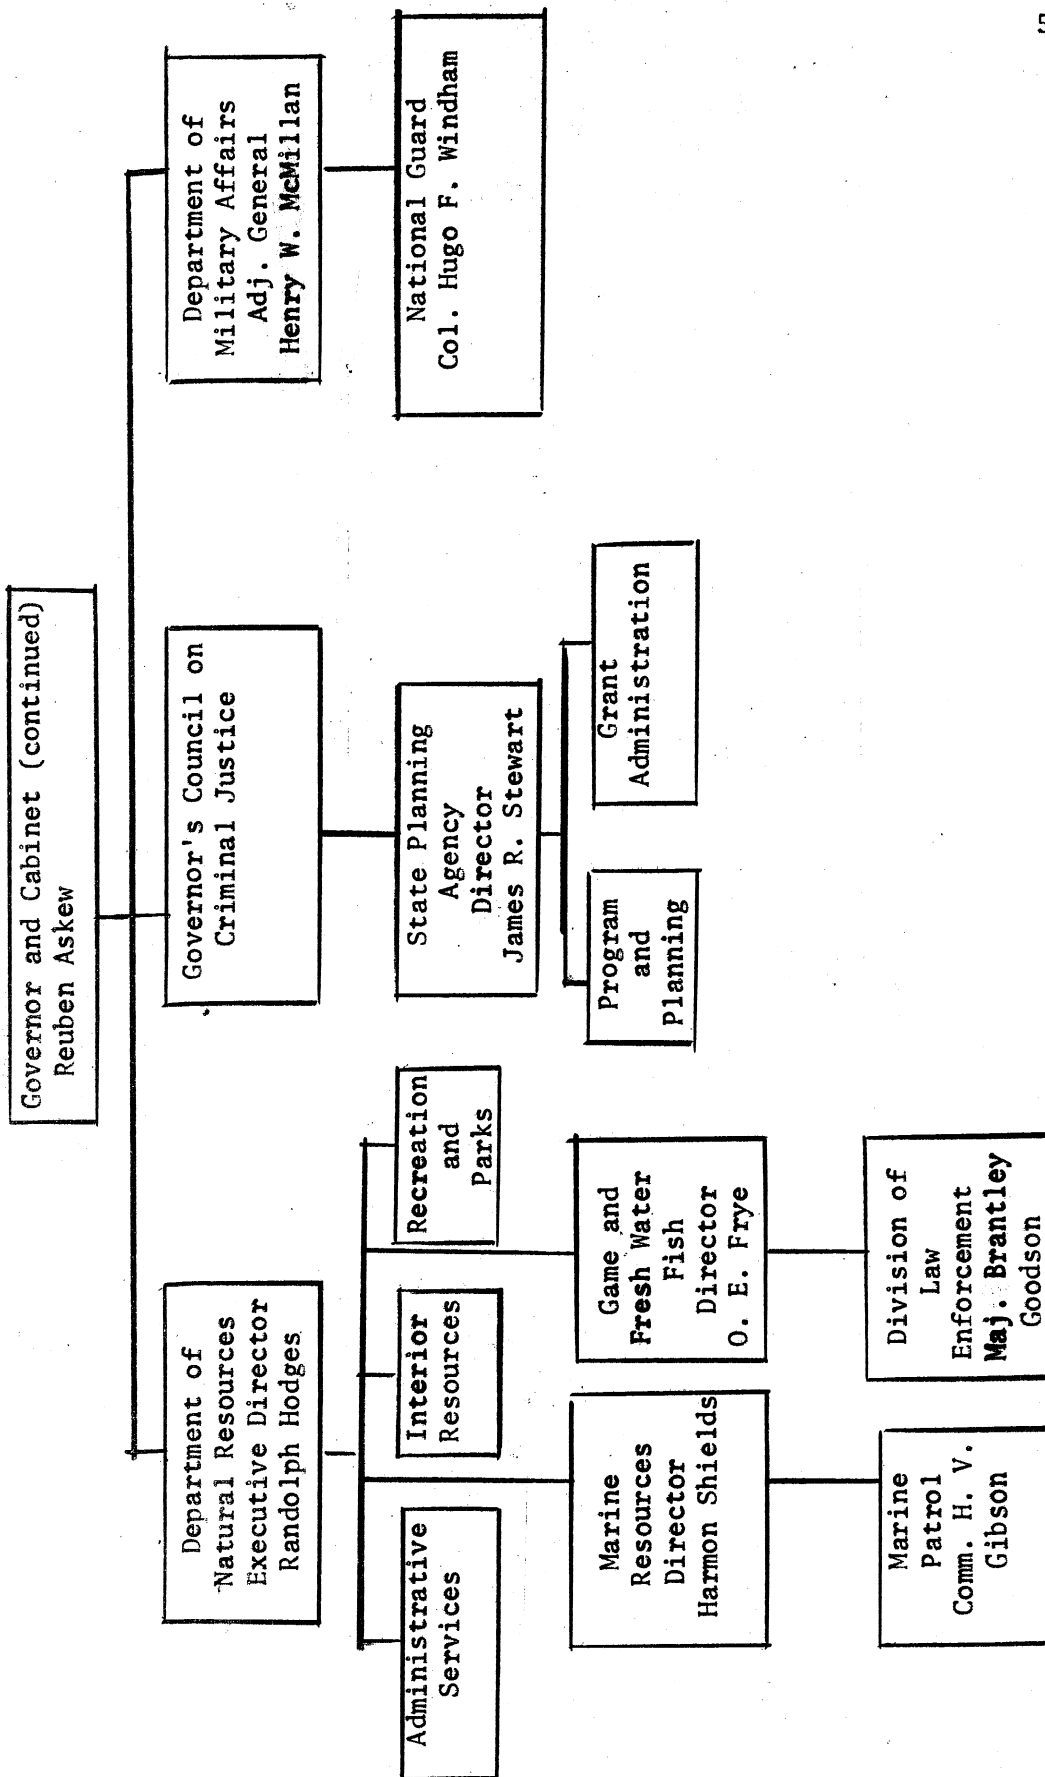 Governor and Cabinet (continued)
Reuben Askew
Department of
Natural Resources
Executive Director
Randolph Hodges
Governor's Council on
Criminal Justice
Department of
Military Affairs
Adj. General
Henry W. McMillan
Administrative
Services
Interior
Resources
Recreation
and
Parks
State Planning
Agency
Director
James R. Stewart
National Guard
Col. Hugo F. Windham
Marine
Resources
Director
Harmon Shields
Game and
Fresh Water
Fish
Director
O. E. Frye
Program
and
Planning
Grant
Administration
Marine
Patrol
Comm. H. V.
Gibson
Division of
Law
Enforcement
Maj. Brantley
Goodson